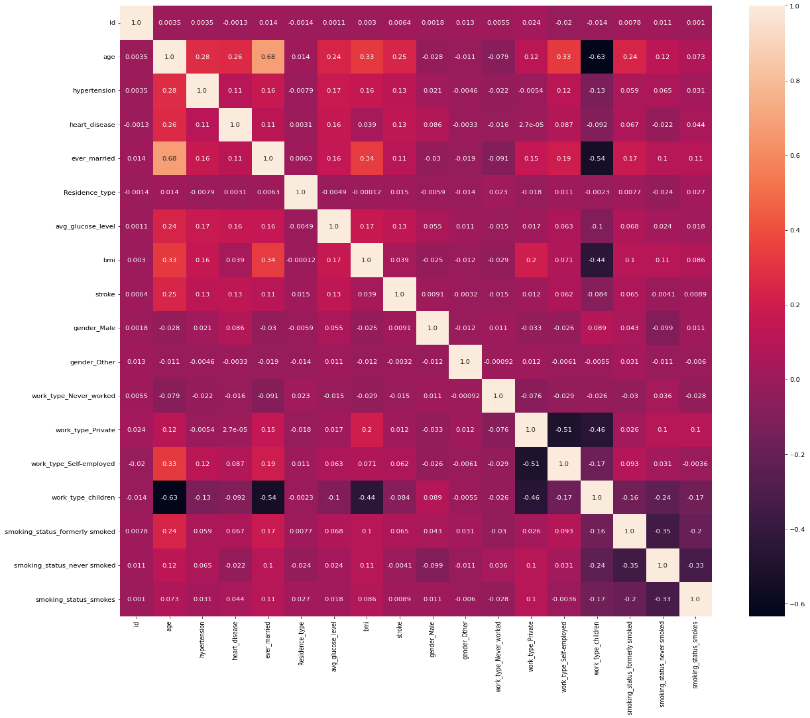 id 1.0 0.0035 0.0035 -0.0013 0.014 -0.0014 0.0011 0.003 0.0064 0.0018 0.013 0.0055 0.024 -0.02 -0.014 0.0078 0.011 0.001
age 0.0035 1.0 0.28 0.26 0.68 0.014 0.24 0.33 0.25 -0.028 -0.011 -0.079 0.12 0.33 -0.63 0.24 0.12 0.073
hypertension 0.0035 0.28 1.0 0.11 0.16 -0.0079 0.17 0.16 0.13 0.021 -0.0046 -0.022 -0.0054 0.12 -0.13 0.059 0.065 0.031
heart_disease -0.0013 0.26 0.11 1.0 0.11 0.0031 0.16 0.039 0.13 0.086 -0.0033 -0.016 2.7e-05 0.087 -0.092 0.067 -0.022 0.044
ever_married 0.014 0.68 0.16 0.11 1.0 0.0063 0.16 0.34 0.11 -0.03 -0.019 -0.091 0.15 0.19 -0.54 0.17 0.1 0.11
Residence_type -0.0014 0.014 -0.0079 0.0031 0.0063 1.0 -0.0049 -0.00012 0.015 -0.0059 -0.014 0.023 -0.018 0.011 -0.0023 0.0077 -0.024 0.027
avg_glucose_level 0.0011 0.24 0.17 0.16 0.16 -0.0049 1.0 0.17 0.13 0.055 0.011 -0.015 0.017 0.063 -0.1 0.068 0.024 0.018
bmi 0.003 0.33 0.16 0.039 0.34 -0.00012 0.17 1.0 0.039 -0.025 -0.012 -0.029 0.2 0.071 -0.44 0.1 0.11 0.086
stroke 0.0064 0.25 0.13 0.13 0.11 0.015 0.13 0.039 1.0 0.0091 -0.0032 -0.015 0.012 0.062 -0.084 0.065 -0.0041 0.0089
gender_Male 0.0018 -0.028 0.021 0.086 -0.03 -0.0059 0.055 -0.025 0.0091 1.0 -0.012 0.011 -0.033 -0.026 0.089 0.043 -0.099 0.011
gender_Other 0.013 -0.011 -0.0046 -0.0033 -0.019 -0.014 0.011 -0.012 -0.0032 -0.012 1.0 -0.00092 0.012 -0.0061 -0.0055 0.031 -0.011 -0.006
work_type_Never_worked 0.0055 -0.079 -0.022 -0.016 -0.091 0.023 -0.015 -0.029 -0.015 0.011 -0.00092 1.0 -0.076 -0.029 -0.026 -0.03 0.036 -0.028
work_type_Private 0.024 0.12 -0.0054 2.7e-05 0.15 -0.018 0.017 0.2 0.012 -0.033 0.012 -0.076 1.0 -0.51 -0.46 0.026 0.1 0.1
work_type_Self-employed -0.02 0.33 0.12 0.087 0.19 0.011 0.063 0.071 0.062 -0.026 -0.0061 -0.029 -0.51 1.0 -0.17 0.093 0.031 -0.0036
work_type_children -0.014 -0.63 -0.13 -0.092 -0.54 -0.0023 -0.1 -0.44 -0.084 0.089 -0.0055 -0.026 -0.46 -0.17 1.0 -0.16 -0.24 -0.17
smoking_status_formerly smoked 0.0078 0.24 0.059 0.067 0.17 0.0077 0.068 0.1 0.065 0.043 0.031 -0.03 0.026 0.093 -0.16 1.0 -0.35 -0.2
smoking_status_never smoked 0.011 0.12 0.065 -0.022 0.1 -0.024 0.024 0.11 -0.0041 -0.099 -0.011 0.036 0.1 0.031 -0.24 -0.35 1.0 -0.33
smoking_status_smokes 0.001 0.073 0.031 0.044 0.11 0.027 0.018 0.086 0.0089 0.011 -0.006 -0.028 0.1 -0.0036 -0.17 -0.2 -0.33 1.0
id
age
hypertension
heart_disease
ever_married
Residence_type
avg_glucose_level
bmi
stroke
gender_Male
gender_Other
work_type_Never_worked
work_type_Private
work_type_Self-employed
work_type_children
smoking_status_formerly smoked
smoking_status_never smoked
smoking_status_smokes
1.0
0.8
0.6
0.4
0.2
0.0
−0.2
−0.4
−0.6